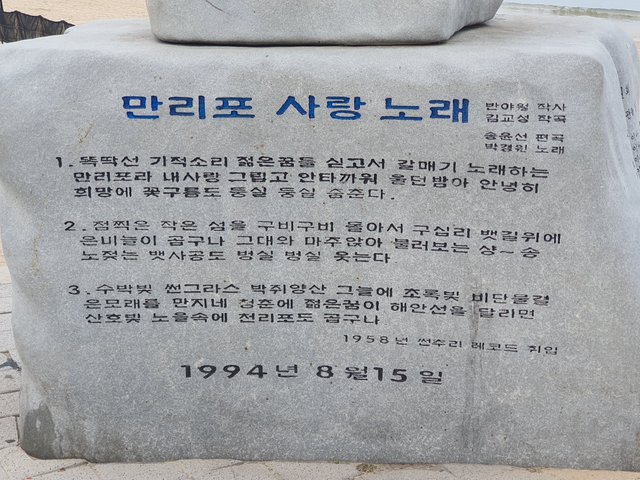 만리포 사랑 노래
반야월 작사
김교성 작곡
송운선 편곡
박경원 노래
1. 똑딱선 기적소리 젊은꿈을 싣고서 갈매기 노래하는
만리포라 내사랑 그립고 안타까워 울던밤아 안녕히
희망에 꽃구름도 둥실 둥실 춤춘다.
2. 점찍은 작은 섬을 구비구비 돌아서 구십리 뱃길위에
은비늘이 곱구나 그대와 마주앉아 불러보는 샹~ 송
노젖는 뱃사공도 벙실 벙실 웃는다
3. 수박빛 썬그라스 박쥐양산 그늘에 초록빛 비단물결
은모래를 만지네 청춘에 젊은꿈이 해안선을 달리면
산호빛 노을속에 천리포도 곱구나
1958년 썬추리 레코드 취입
1994년 8월15일